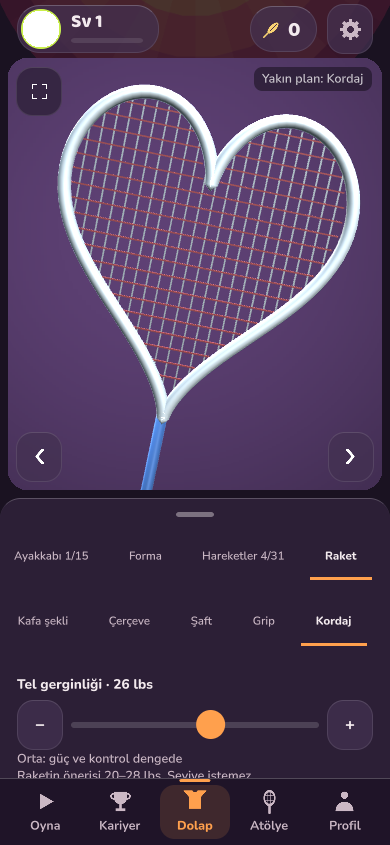 Sv 1
0
Yakın plan: Kordaj
Ayakkabı 1/15 Forma Hareketler 4/31 Raket
Kafa şekli Çerçeve Şaft Grip Kordaj
Tel gerginliği · 26 lbs
− +
Orta: güç ve kontrol dengede
Raketin önerisi 20–28 lbs. Seviye istemez
Oyna Kariyer Dolap Atölye Profil